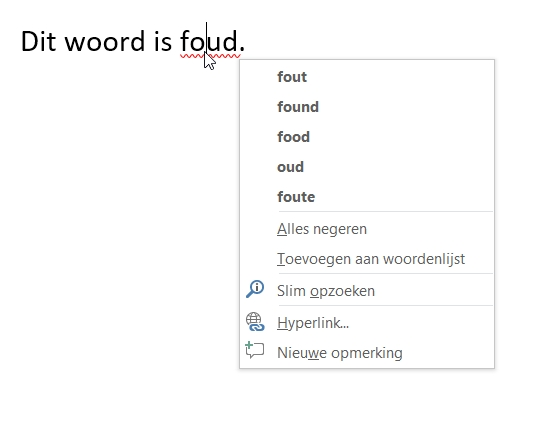 Dit woord is foud.
fout
found
food
oud
foute
Alles negeren
Toevoegen aan woordenlijst
Slim opzoeken
Hyperlink...
Nieuwe opmerking